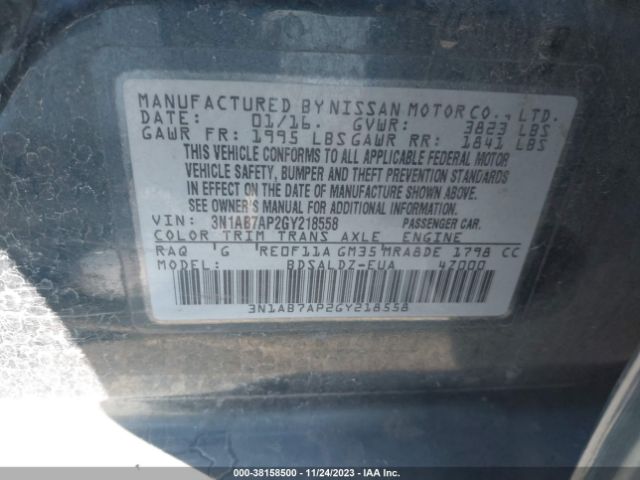 MANUFACTURED BY NISSAN MOTOR CO., LTD.
DATE: 01/16. GVWR: 3823 LBS
GAWR FR: 1995 LBS GAWR RR: 1841 LBS
THIS VEHICLE CONFORMS TO ALL APPLICABLE FEDERAL MOTOR
VEHICLE SAFETY, BUMPER AND THEFT PREVENTION STANDARDS
IN EFFECT ON THE DATE OF MANUFACTURE SHOWN ABOVE.
SEE OWNER'S MANUAL FOR ADDITIONAL INFORMATION.
VIN: 3N1AB7AP2GY218558 PASSENGER CAR.
COLOR TRIM TRANS AXLE ENGINE
RAQ G RE0F11A GM35 MRA8DE 1798 CC
MODEL: BDSALDZ-EUA 4Z000
3N1AB7AP2GY218558
000-38158500 - 11/24/2023 - IAA Inc.